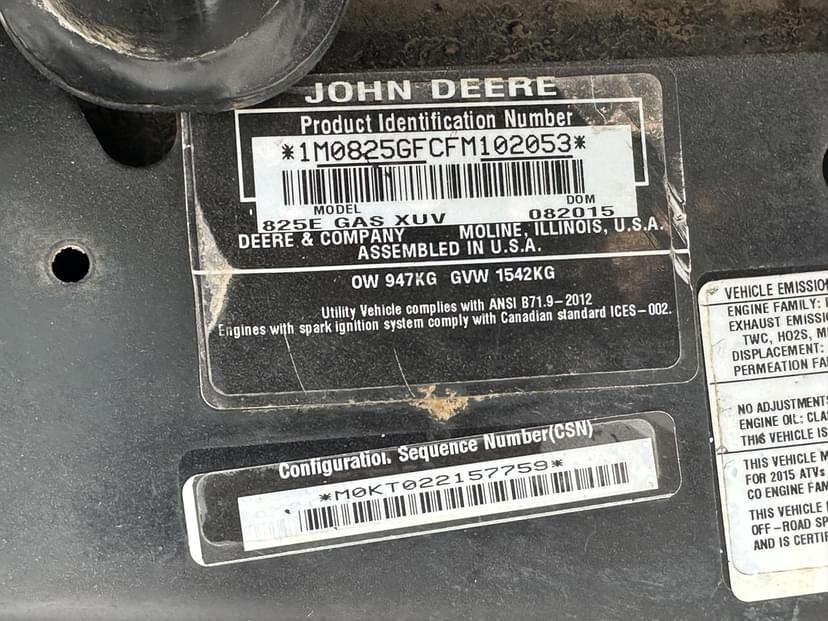 JOHN DEERE
Product Identification Number
*1M0825GFCFM102053*
MODEL DOM
825E GAS XUV 082015
DEERE & COMPANY MOLINE, ILLINOIS, U.S.A.
ASSEMBLED IN U.S.A.
OW 947KG GVW 1542KG
Utility Vehicle complies with ANSI B71.9-2012
Engines with spark ignition system comply with Canadian standard ICES-002.
Configuration Sequence Number(CSN)
*M0KT022157759*
VEHICLE EMISSIO
ENGINE FAMILY:
EXHAUST EMISSI
TWC, HO2S, M
DISPLACEMENT:
PERMEATION FA
NO ADJUSTMENTS
ENGINE OIL: CLA
THIS VEHICLE IS
THIS VEHICLE M
FOR 2015 ATVs
CO ENGINE FAM
THIS VEHICLE
OFF-ROAD SP
AND IS CERTIF